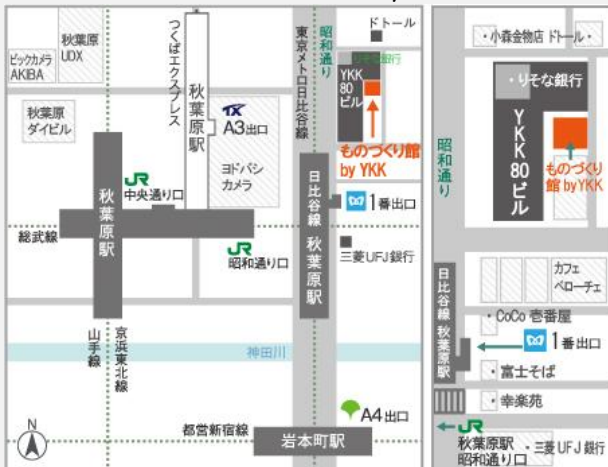 ドトール
秋葉原
UDX
ビックカメラ
AKIBA
つくばエクスプレス
秋葉原駅
東京メトロ日比谷線
昭和通り
りそな銀行
YKK
80
ビル
秋葉原
ダイビル
TX
A3出口
ヨドバシ
カメラ
ものづくり館
by YKK
JR
中央通り口
秋葉原駅
日比谷線 秋葉原駅
1番出口
総武線
JR
昭和通り口
三菱UFJ銀行
山手線
京浜東北線
神田川
N
都営新宿線
A4出口
岩本町駅
・小森金物店 ドトール・
・りそな銀行
YKK80ビル
昭和通り
ものづくり
館 by YKK
カフェ
ベローチェ
日比谷線 秋葉原駅
・CoCo 壱番屋
1番出口
・富士そば
・幸楽苑
JR
秋葉原駅
昭和通り口
・三菱 UFJ 銀行